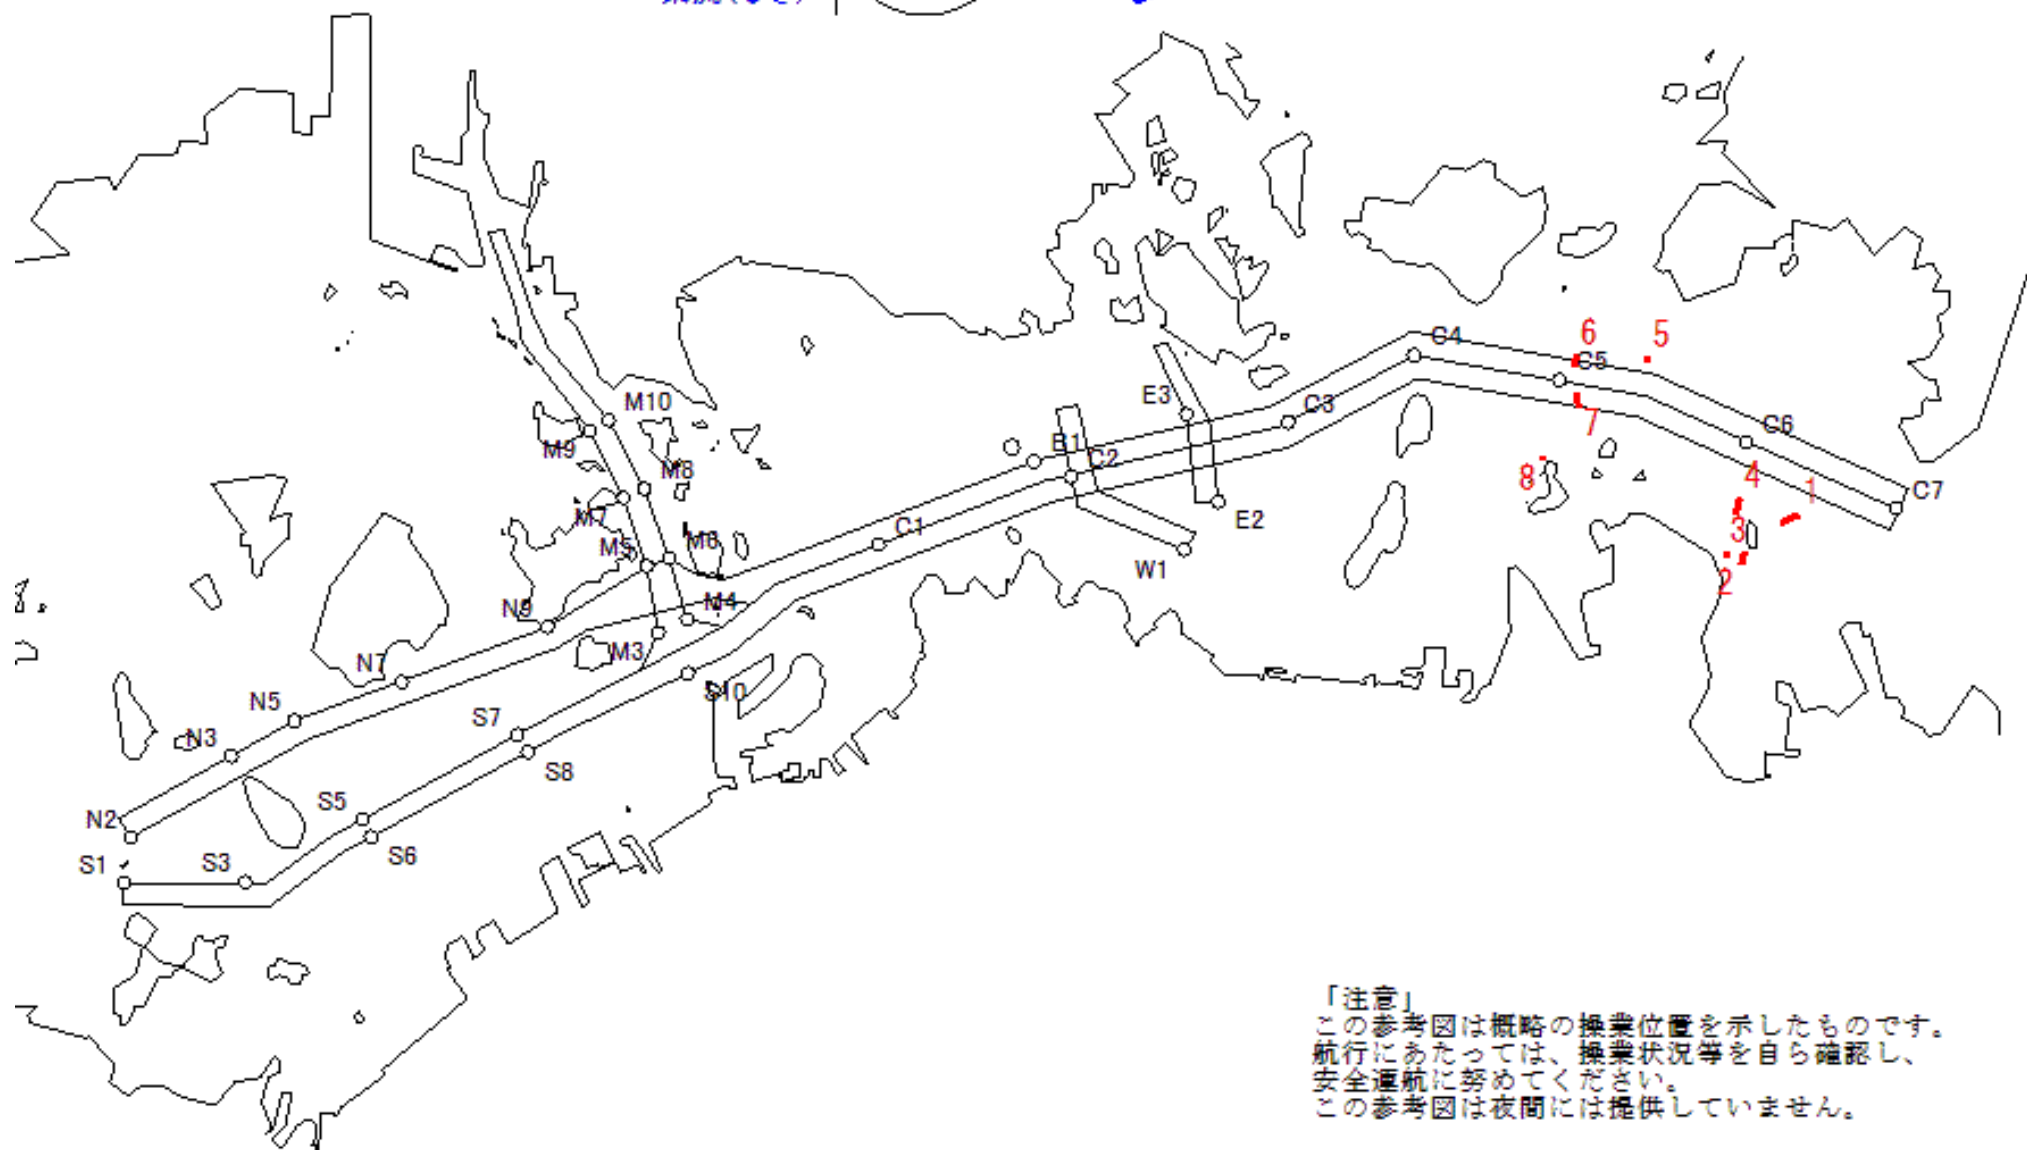 C4
6
5
C5
E3
M10
C3
7
C6
M9
B1
C2
M8
8
4
1
C7
M7
E2
C1
3
M5
M6
W1
2
N9
M4
N7
M3
S10
N5
S7
N3
S8
S5
N2
S6
S1
S3
「注意」
この参考図は概略の操業位置を示したものです。
航行にあたっては、操業状況等を自ら確認し、
安全運航に努めてください。
この参考図は夜間には提供していません。